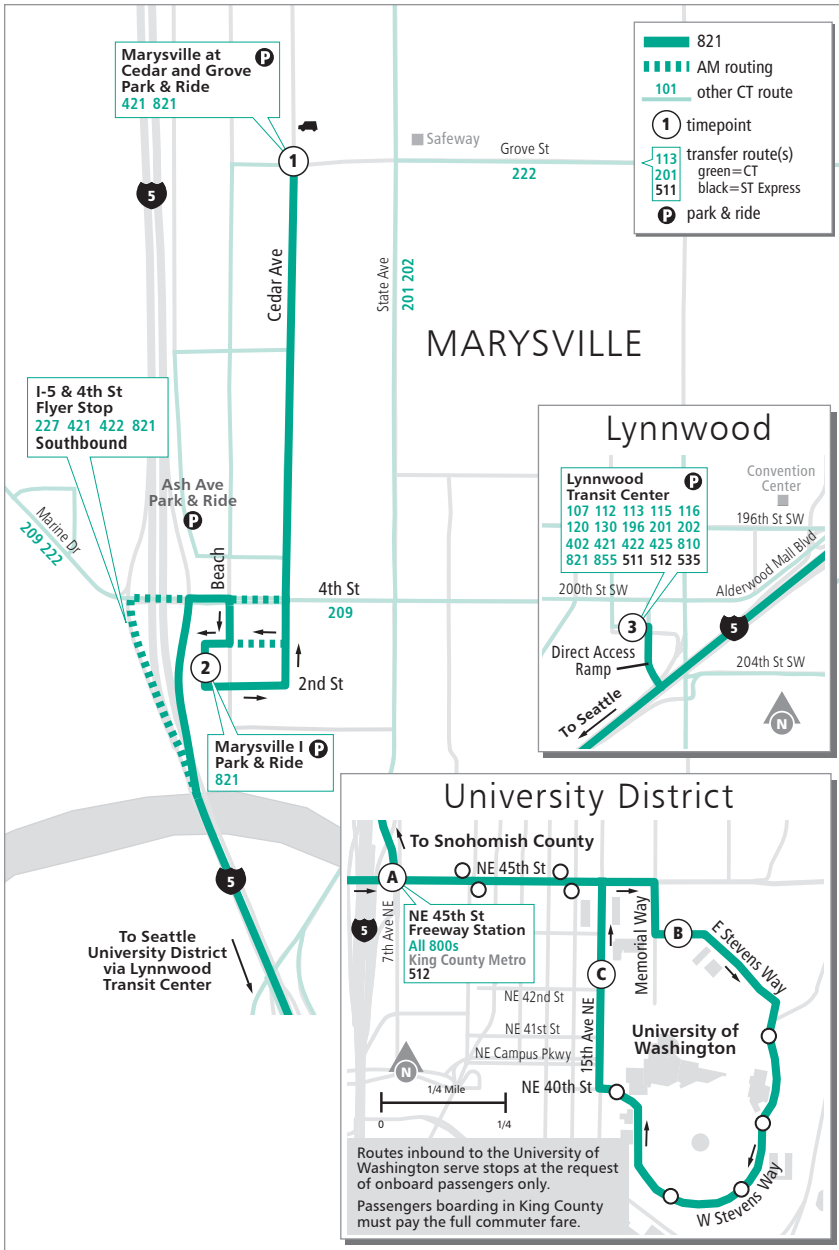 Marysville at
Cedar and Grove
Park & Ride
P
421 821
821
AM routing
101
other CT route
1
timepoint
113
201
511
transfer route(s)
green=CT
black=ST Express
P
park & ride
1
Safeway
Grove St
222
5
Cedar Ave
State Ave
201 202
MARYSVILLE
I-5 & 4th St
Flyer Stop
227 421 422 821
Southbound
Ash Ave
Park & Ride
P
Marine Dr
209 222
Beach
4th St
209
2
2nd St
Marysville I
Park & Ride
P
821
5
To Seattle
University District
via Lynnwood
Transit Center
Lynnwood
Lynnwood
Transit Center
P
107 112 113 115 116
120 130 196 201 202
402 421 422 425 810
821 855 511 512 535
Convention
Center
196th St SW
Alderwood Mall Blvd
200th St SW
3
5
Direct Access
Ramp
204th St SW
To Seattle
N
University District
To Snohomish County
A
NE 45th St
5
7th Ave NE
NE 45th St
Freeway Station
All 800s
King County Metro
512
Memorial Way
B
E Stevens Way
C
15th Ave NE
NE 42nd St
NE 41st St
NE Campus Pkwy
NE 40th St
University of
Washington
W Stevens Way
N
1/4 Mile
0
1/4
Routes inbound to the University of
Washington serve stops at the request
of onboard passengers only.
Passengers boarding in King County
must pay the full commuter fare.